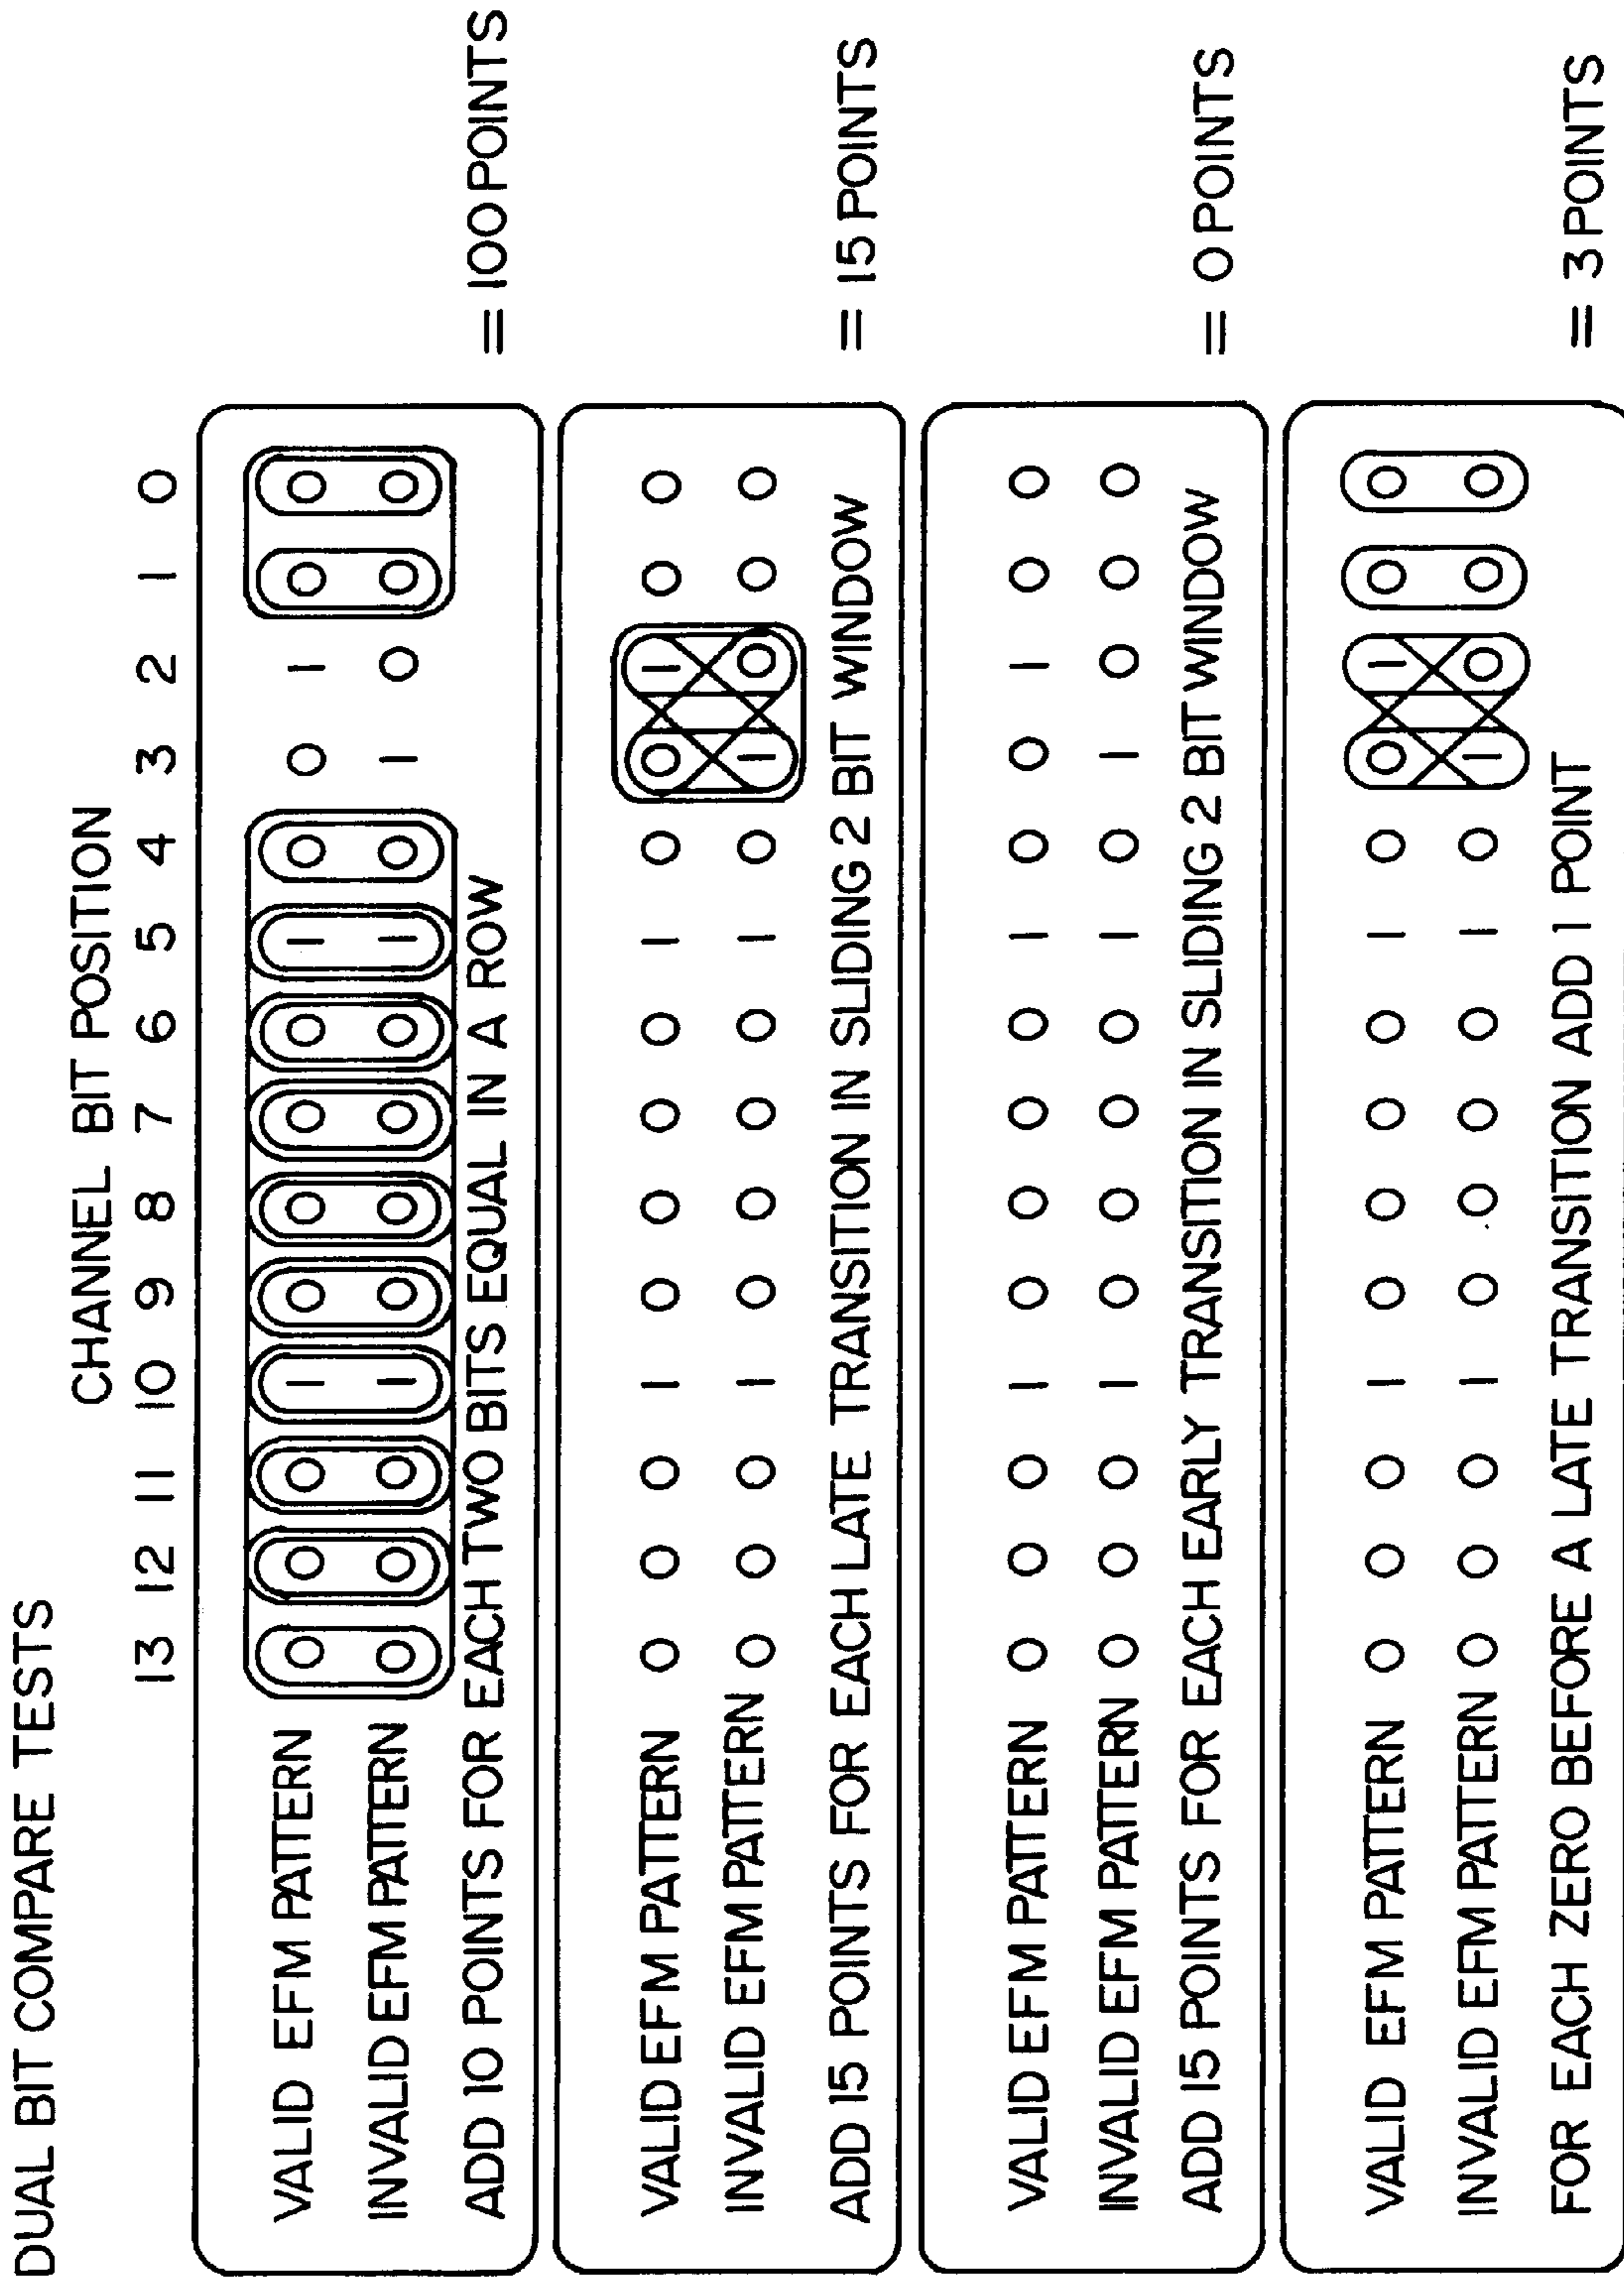 DUAL BIT COMPARE TESTS
CHANNEL BIT POSITION
13 12 11 10 9 8 7 6 5 4 3 2 1 0
VALID EFM PATTERN 0 0 0 1 0 0 0 0 1 0 0 1 0 0
INVALID EFM PATTERN 0 0 0 1 0 0 0 0 1 0 1 0 0 0
ADD 10 POINTS FOR EACH TWO BITS EQUAL IN A ROW = 100 POINTS
VALID EFM PATTERN 0 0 0 1 0 0 0 0 1 0 0 1 0 0
INVALID EFM PATTERN 0 0 0 1 0 0 0 0 1 0 1 0 0 0
ADD 15 POINTS FOR EACH LATE TRANSITION IN SLIDING 2 BIT WINDOW = 15 POINTS
VALID EFM PATTERN 0 0 0 1 0 0 0 0 1 0 0 1 0 0
INVALID EFM PATTERN 0 0 0 1 0 0 0 0 1 0 1 0 0 0
ADD 15 POINTS FOR EACH EARLY TRANSITION IN SLIDING 2 BIT WINDOW = 0 POINTS
VALID EFM PATTERN 0 0 0 1 0 0 0 0 1 0 0 1 0 0
INVALID EFM PATTERN 0 0 0 1 0 0 0 0 1 0 1 0 0 0
FOR EACH ZERO BEFORE A LATE TRANSITION ADD 1 POINT = 3 POINTS